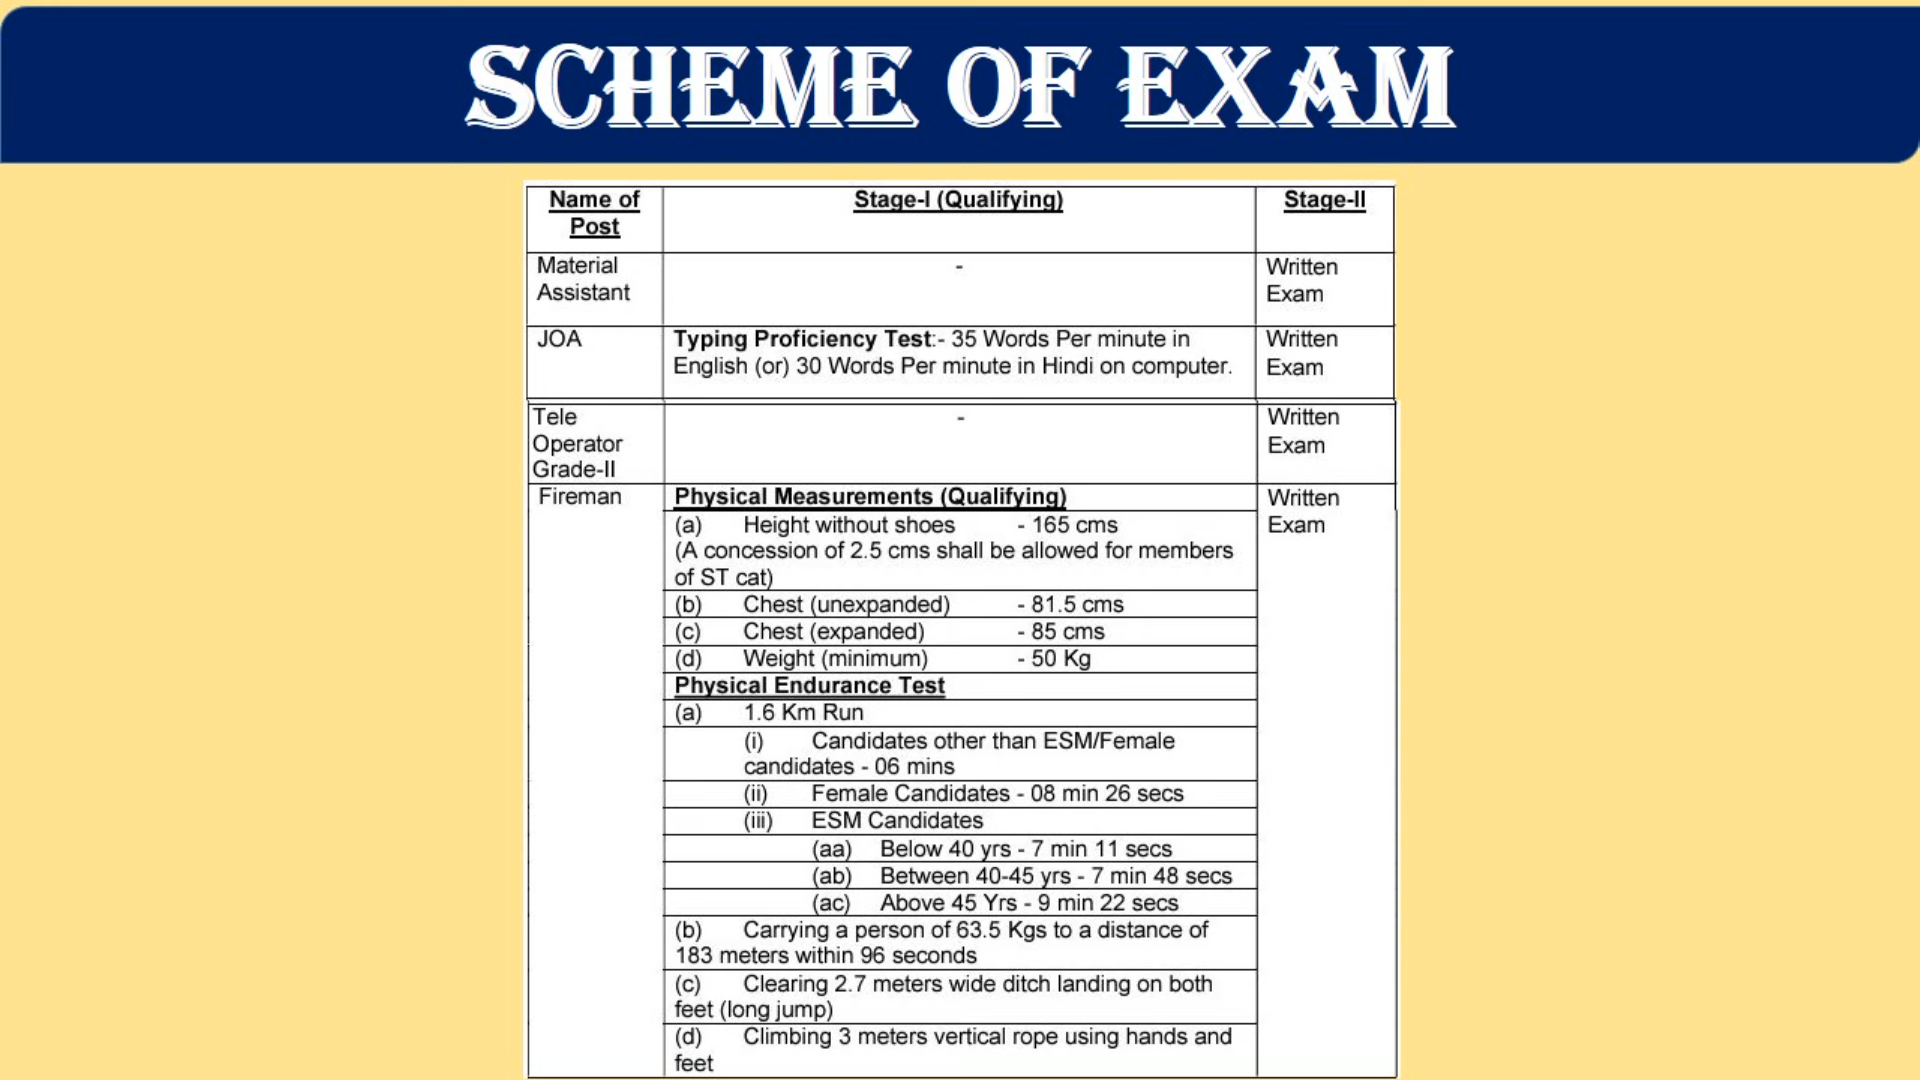 SCHEME OF EXAM
Name of Post Stage-I (Qualifying) Stage-II
Material Assistant - Written Exam
JOA Typing Proficiency Test:- 35 Words Per minute in Written
English (or) 30 Words Per minute in Hindi on computer. Exam
Tele Operator Grade-II - Written Exam
Fireman Physical Measurements (Qualifying) Written Exam
(a) Height without shoes - 165 cms
(A concession of 2.5 cms shall be allowed for members
of ST cat)
(b) Chest (unexpanded) - 81.5 cms
(c) Chest (expanded) - 85 cms
(d) Weight (minimum) - 50 Kg
Physical Endurance Test
(a) 1.6 Km Run
(i) Candidates other than ESM/Female
candidates - 06 mins
(ii) Female Candidates - 08 min 26 secs
(iii) ESM Candidates
(aa) Below 40 yrs - 7 min 11 secs
(ab) Between 40-45 yrs - 7 min 48 secs
(ac) Above 45 Yrs - 9 min 22 secs
(b) Carrying a person of 63.5 Kgs to a distance of
183 meters within 96 seconds
(c) Clearing 2.7 meters wide ditch landing on both
feet (long jump)
(d) Climbing 3 meters vertical rope using hands and
feet